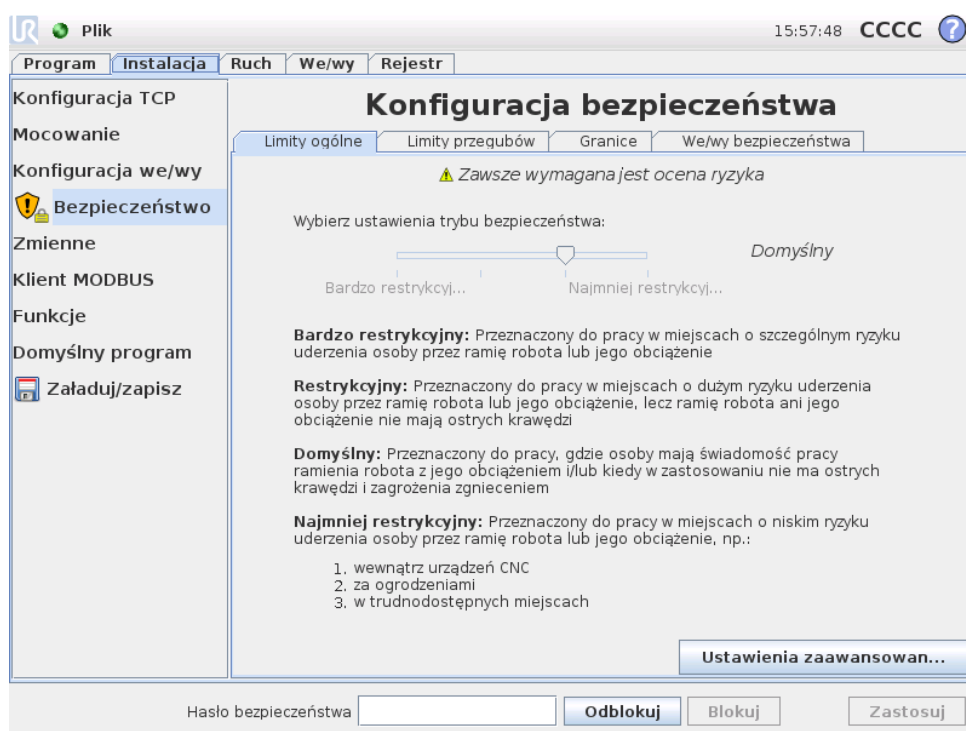 UR Plik 15:57:48 CCCC ?
Program Instalacja Ruch We/wy Rejestr
Konfiguracja TCP
Mocowanie
Konfiguracja we/wy
Bezpieczeństwo
Zmienne
Klient MODBUS
Funkcje
Domyślny program
Załaduj/zapisz
Konfiguracja bezpieczeństwa
Limity ogólne Limity przegubów Granice We/wy bezpieczeństwa
Zawsze wymagana jest ocena ryzyka
Wybierz ustawienia trybu bezpieczeństwa:
Domyślny
Bardzo restrykcyj... Najmniej restrykcyj...
Bardzo restrykcyjny: Przeznaczony do pracy w miejscach o szczególnym ryzyku
uderzenia osoby przez ramię robota lub jego obciążenie
Restrykcyjny: Przeznaczony do pracy w miejscach o dużym ryzyku uderzenia
osoby przez ramię robota lub jego obciążenie, lecz ramię robota ani jego
obciążenie nie mają ostrych krawędzi
Domyślny: Przeznaczony do pracy, gdzie osoby mają świadomość pracy
ramienia robota z jego obciążeniem i/lub kiedy w zastosowaniu nie ma ostrych
krawędzi i zagrożenia zgnieceniem
Najmniej restrykcyjny: Przeznaczony do pracy w miejscach o niskim ryzyku
uderzenia osoby przez ramię robota lub jego obciążenie, np.:
1. wewnątrz urządzeń CNC
2. za ogrodzeniami
3. w trudnodostępnych miejscach
Ustawienia zaawansowan...
Hasło bezpieczeństwa Odblokuj Blokuj Zastosuj